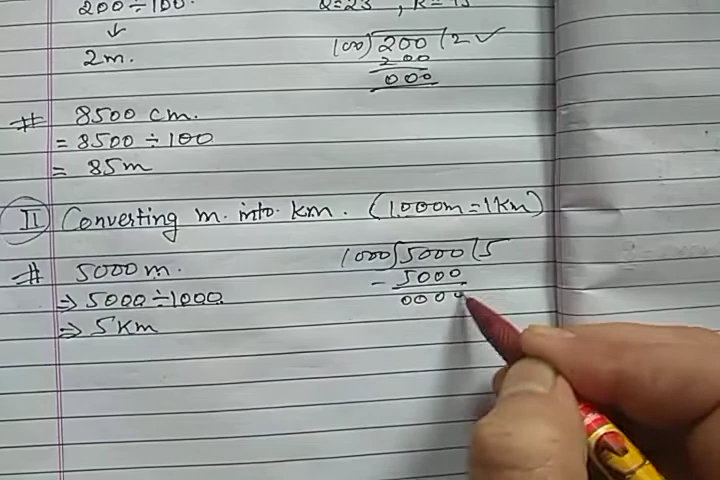 200 ÷ 100.
↓
2m.
100)200(2 ✓
200
000
# 8500 cm.
= 8500 ÷ 100
= 85m
II Converting m. into km. (1000m = 1km)
# 5000 m.
⇒ 5000 ÷ 1000
⇒ 5km
1000)5000(5
- 5000
0000